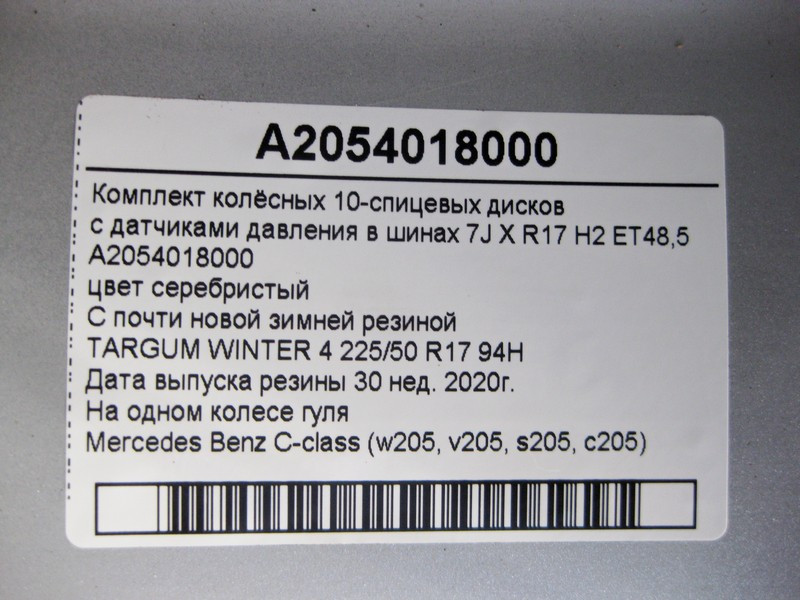 A2054018000
Комплект колёсных 10-спицевых дисков
с датчиками давления в шинах 7J X R17 H2 ET48,5
A2054018000
цвет серебристый
С почти новой зимней резиной
TARGUM WINTER 4 225/50 R17 94H
Дата выпуска резины 30 нед. 2020г.
На одном колесе гуля
Mercedes Benz C-class (w205, v205, s205, c205)